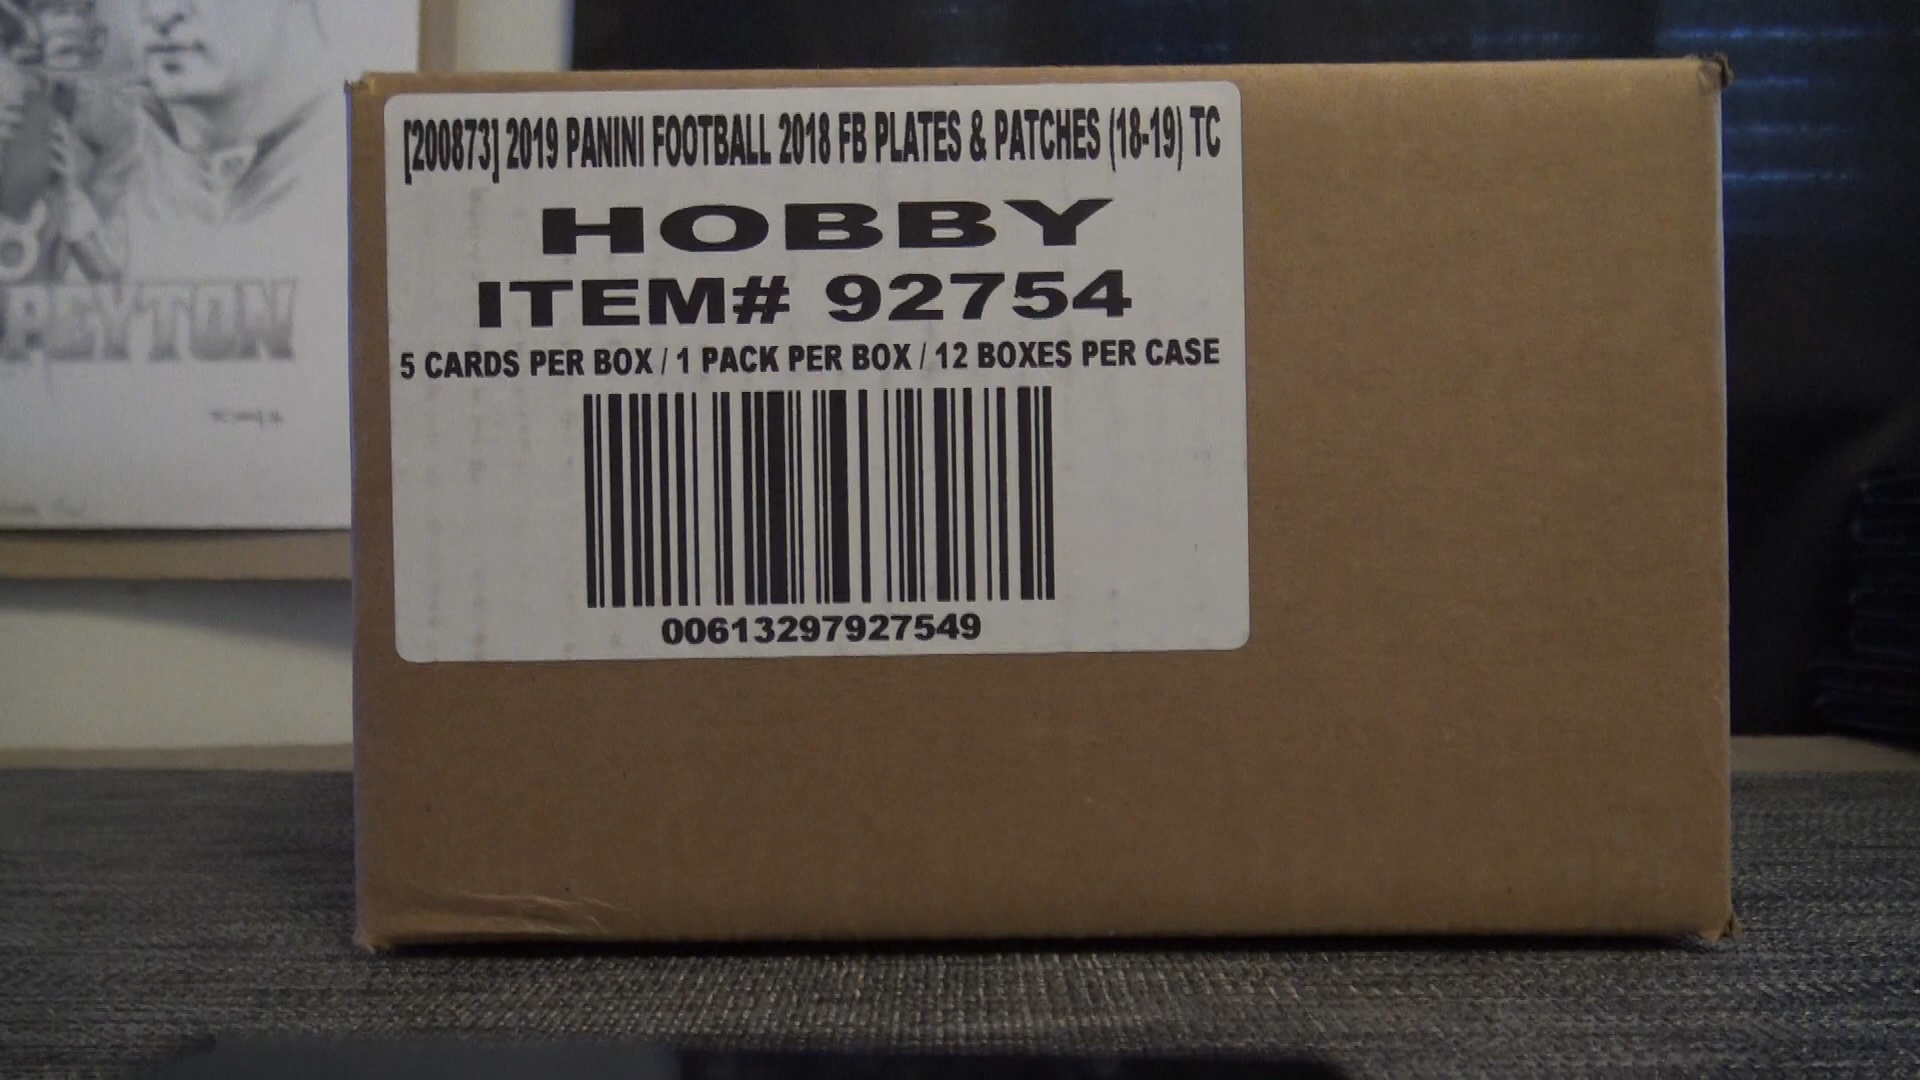 [200873] 2019 PANINI FOOTBALL 2018 FB PLATES & PATCHES (18-19) TC
HOBBY
ITEM# 92754
5 CARDS PER BOX / 1 PACK PER BOX / 12 BOXES PER CASE
00613297927549
PEYTON